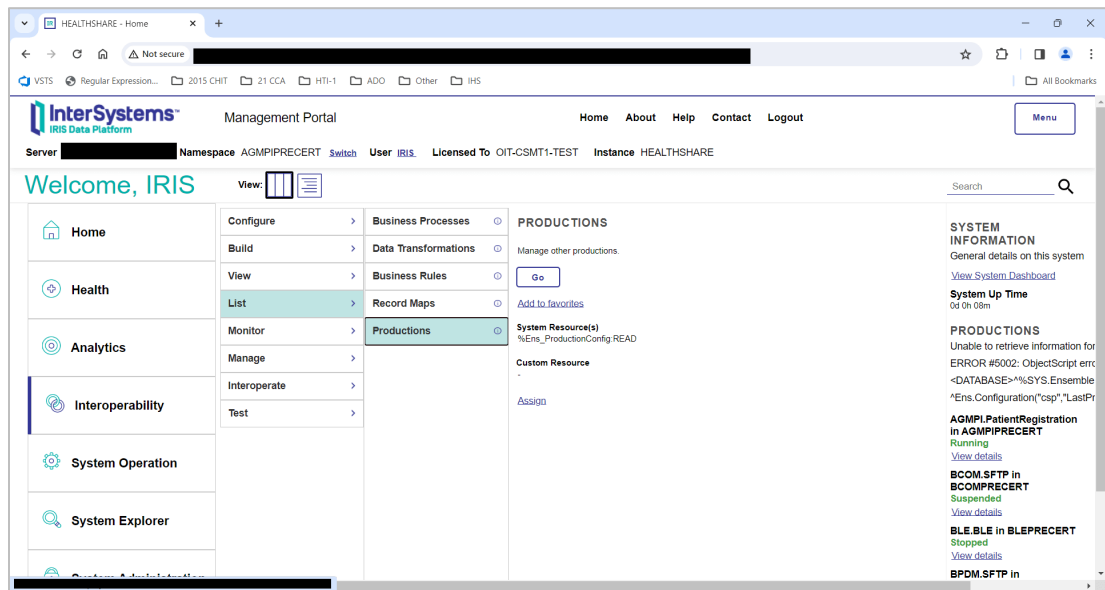 HEALTHSHARE - Home
Not secure
VSTS Regular Expression... 2015 CHIT 21 CCA HTI-1 ADO Other IHS All Bookmarks
InterSystems™
IRIS Data Platform
Management Portal
Home About Help Contact Logout
Menu
Server Namespace AGMPIPRECERT Switch User IRIS Licensed To OIT-CSMT1-TEST Instance HEALTHSHARE
Welcome, IRIS
View:
Search
Home
Health
Analytics
Interoperability
System Operation
System Explorer
Configure
Build
View
List
Monitor
Manage
Interoperate
Test
Business Processes
Data Transformations
Business Rules
Record Maps
Productions
PRODUCTIONS
Manage other productions.
Go
Add to favorites
System Resource(s)
%Ens_ProductionConfig:READ
Custom Resource
-
Assign
SYSTEM
INFORMATION
General details on this system
View System Dashboard
System Up Time
0d 0h 08m
PRODUCTIONS
Unable to retrieve information for
ERROR #5002: ObjectScript erro
<DATABASE>^%SYS.Ensemble
^Ens.Configuration("csp","LastPr
AGMPI.PatientRegistration
in AGMPIPRECERT
Running
View details
BCOM.SFTP in
BCOMPRECERT
Suspended
View details
BLE.BLE in BLEPRECERT
Stopped
View details
BPDM.SFTP in